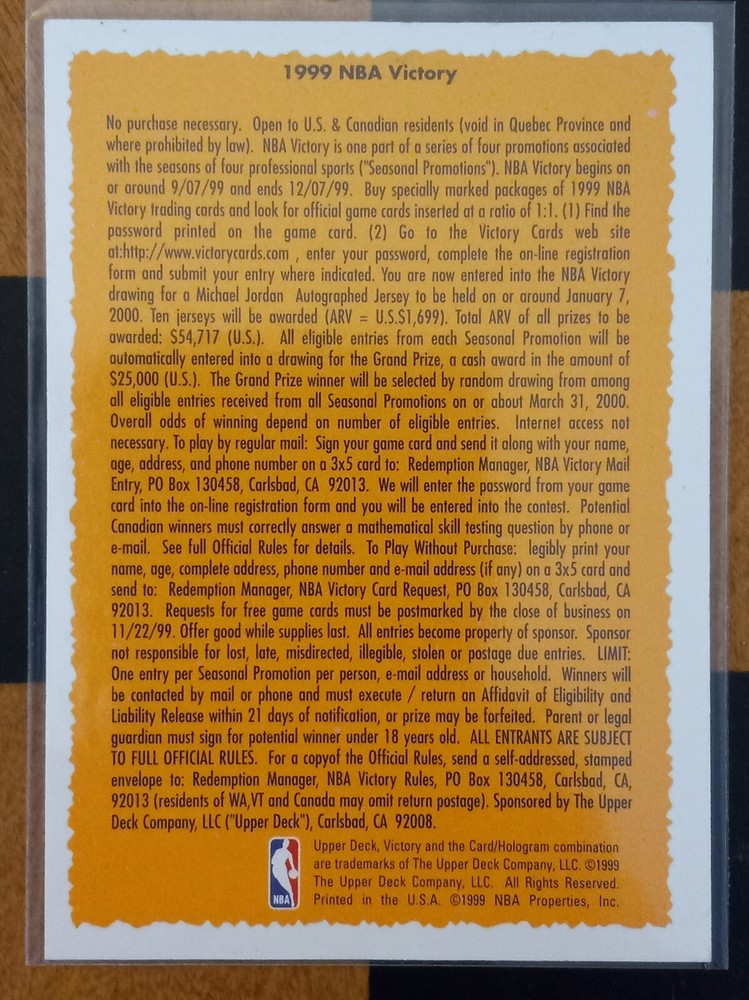 1999 NBA Victory
No purchase necessary. Open to U.S. & Canadian residents (void in Quebec Province and
where prohibited by law). NBA Victory is one part of a series of four promotions associated
with the seasons of four professional sports ("Seasonal Promotions"). NBA Victory begins on
or around 9/07/99 and ends 12/07/99. Buy specially marked packages of 1999 NBA
Victory trading cards and look for official game cards inserted at a ratio of 1:1. (1) Find the
password printed on the game card. (2) Go to the Victory Cards web site
at:http://www.victorycards.com , enter your password, complete the on-line registration
form and submit your entry where indicated. You are now entered into the NBA Victory
drawing for a Michael Jordan Autographed Jersey to be held on or around January 7,
2000. Ten jerseys will be awarded (ARV = U.S.$1,699). Total ARV of all prizes to be
awarded: $54,717 (U.S.). All eligible entries from each Seasonal Promotion will be
automatically entered into a drawing for the Grand Prize, a cash award in the amount of
$25,000 (U.S.). The Grand Prize winner will be selected by random drawing from among
all eligible entries received from all Seasonal Promotions on or about March 31, 2000.
Overall odds of winning depend on number of eligible entries. Internet access not
necessary. To play by regular mail: Sign your game card and send it along with your name,
age, address, and phone number on a 3x5 card to: Redemption Manager, NBA Victory Mail
Entry, PO Box 130458, Carlsbad, CA 92013. We will enter the password from your game
card into the on-line registration form and you will be entered into the contest. Potential
Canadian winners must correctly answer a mathematical skill testing question by phone or
e-mail. See full Official Rules for details. To Play Without Purchase: legibly print your
name, age, complete address, phone number and e-mail address (if any) on a 3x5 card and
send to: Redemption Manager, NBA Victory Card Request, PO Box 130458, Carlsbad, CA
92013. Requests for free game cards must be postmarked by the close of business on
11/22/99. Offer good while supplies last. All entries become property of sponsor. Sponsor
not responsible for lost, late, misdirected, illegible, stolen or postage due entries. LIMIT:
One entry per Seasonal Promotion per person, e-mail address or household. Winners will
be contacted by mail or phone and must execute / return an Affidavit of Eligibility and
Liability Release within 21 days of notification, or prize may be forfeited. Parent or legal
guardian must sign for potential winner under 18 years old. ALL ENTRANTS ARE SUBJECT
TO FULL OFFICIAL RULES. For a copyof the Official Rules, send a self-addressed, stamped
envelope to: Redemption Manager, NBA Victory Rules, PO Box 130458, Carlsbad, CA,
92013 (residents of WA,VT and Canada may omit return postage). Sponsored by The Upper
Deck Company, LLC ("Upper Deck"), Carlsbad, CA 92008.
Upper Deck, Victory and the Card/Hologram combination
are trademarks of The Upper Deck Company, LLC. ©1999
The Upper Deck Company, LLC. All Rights Reserved.
Printed in the U.S.A. ©1999 NBA Properties, Inc.
NBA